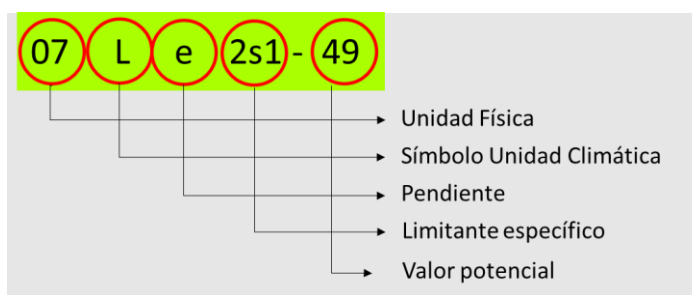 07 L e 2s1 - 49
Unidad Física
Símbolo Unidad Climática
Pendiente
Limitante específico
Valor potencial